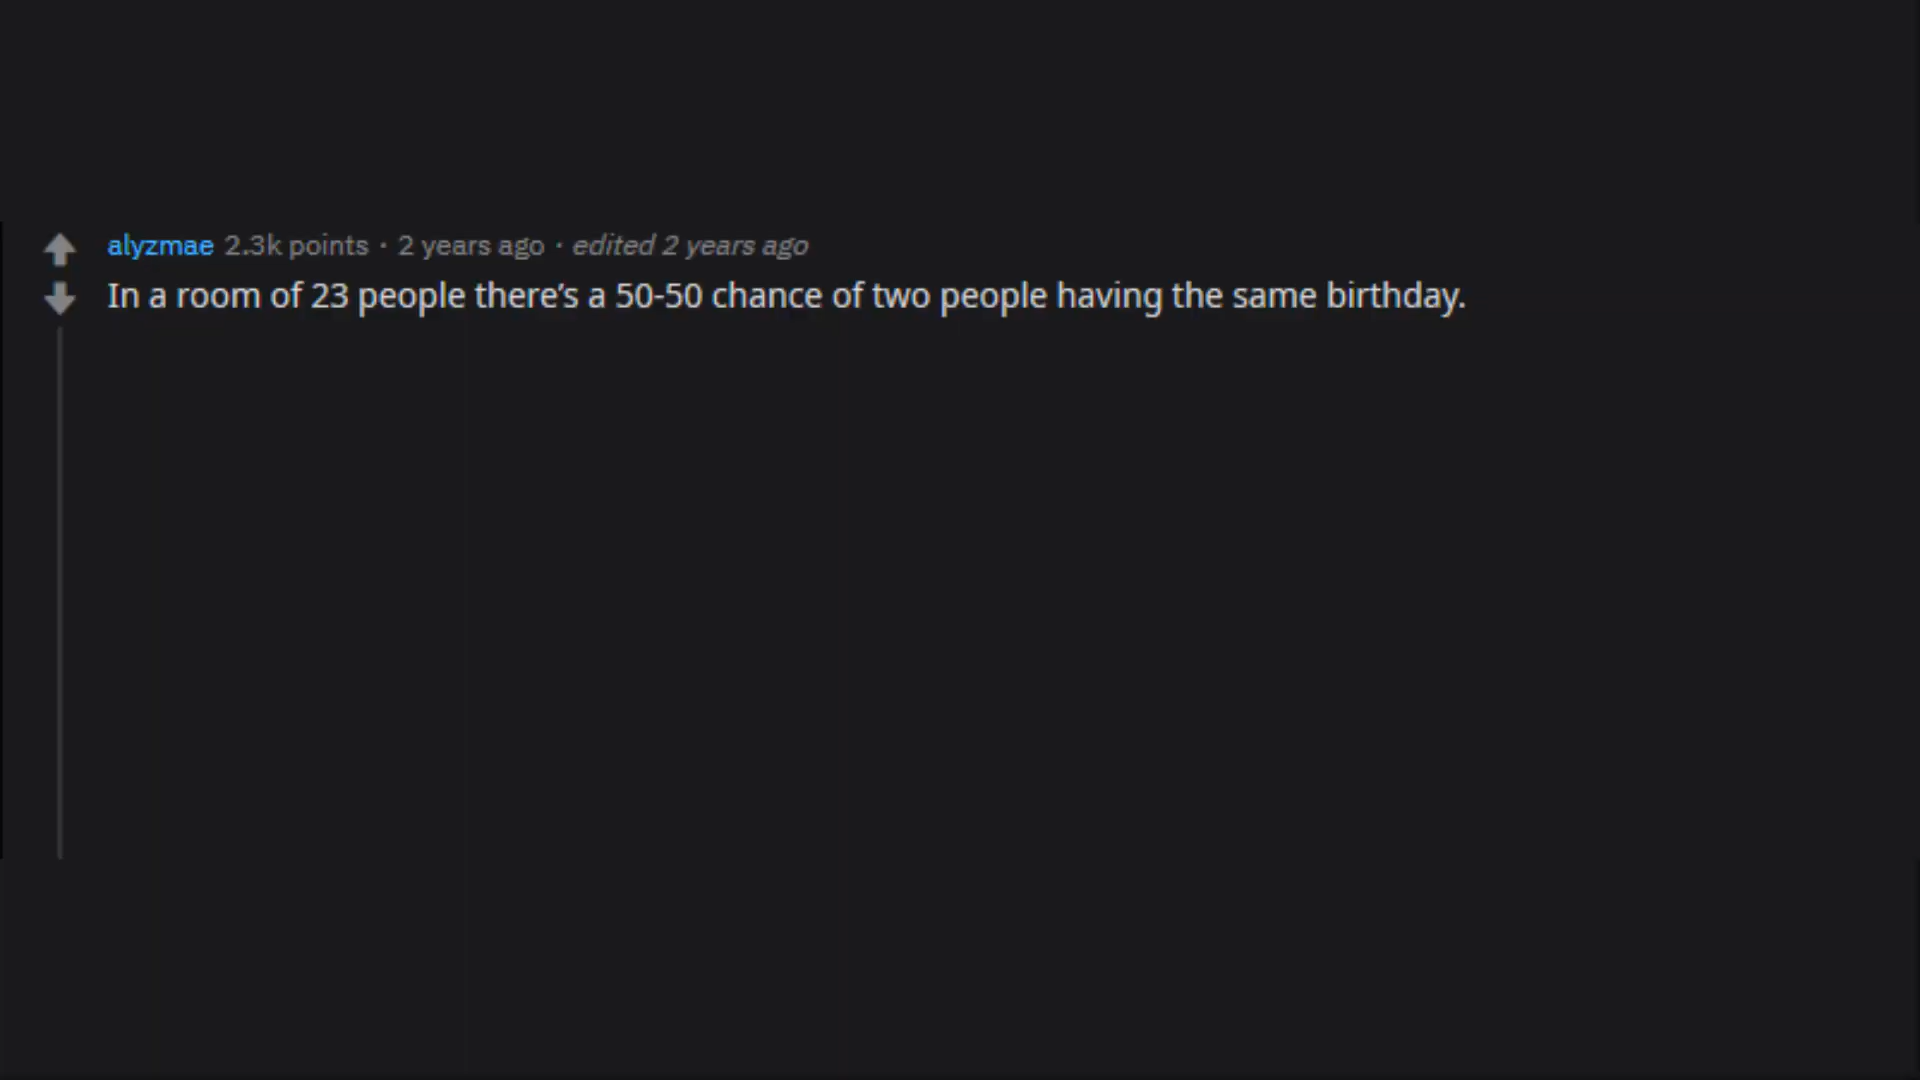 alyzmae 2.3k points · 2 years ago · edited 2 years ago
In a room of 23 people there’s a 50-50 chance of two people having the same birthday.